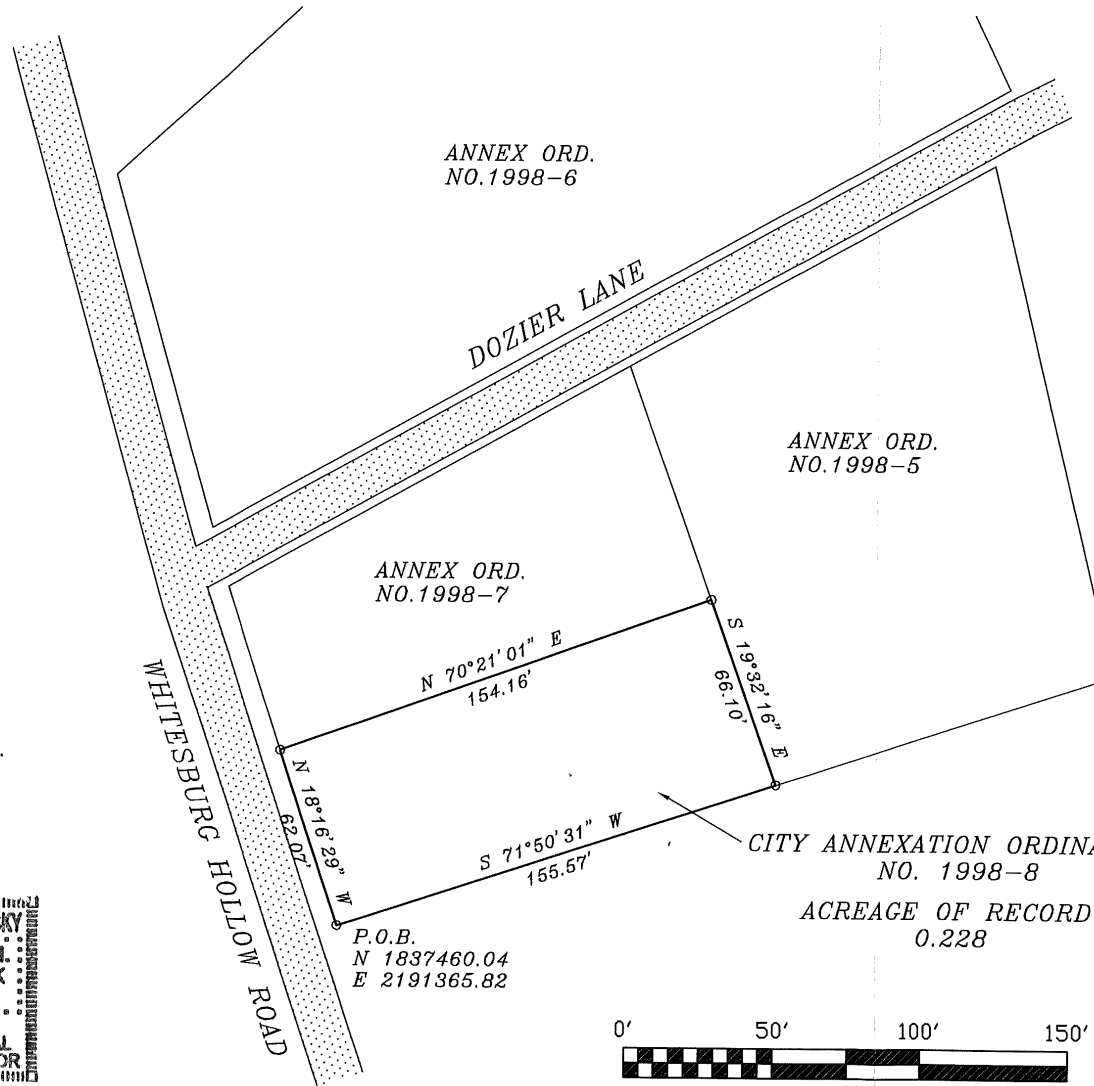 ANNEX ORD.
NO.1998-6
DOZIER LANE
ANNEX ORD.
NO.1998-5
ANNEX ORD.
NO.1998-7
N 70°21'01" E
154.16'
S 19°32'16" E
66.10'
WHITESBURG HOLLOW ROAD
N 18°16'29" W
62.07'
S 71°50'31" W
155.57'
CITY ANNEXATION ORDINA
NO. 1998-8
ACREAGE OF RECORD
0.228
P.O.B.
N 1837460.04
E 2191365.82
0' 50' 100' 150'